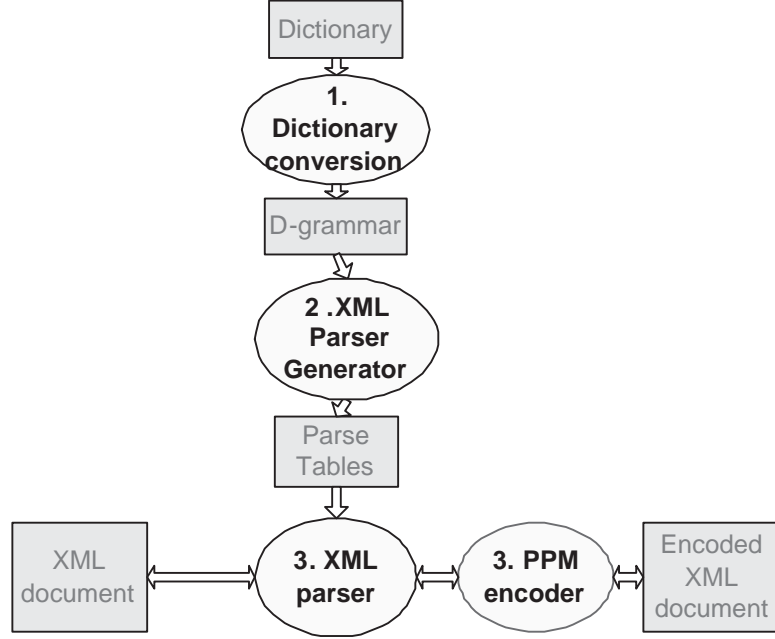 Dictionary
1.
Dictionary
conversion
D-grammar
2 .XML
Parser
Generator
Parse
Tables
XML
document
3. XML
parser
3. PPM
encoder
Encoded
XML
document